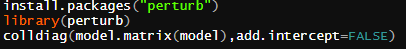 install.packages("perturb")
library(perturb)
colldiag(model.matrix(model),add.intercept=FALSE)